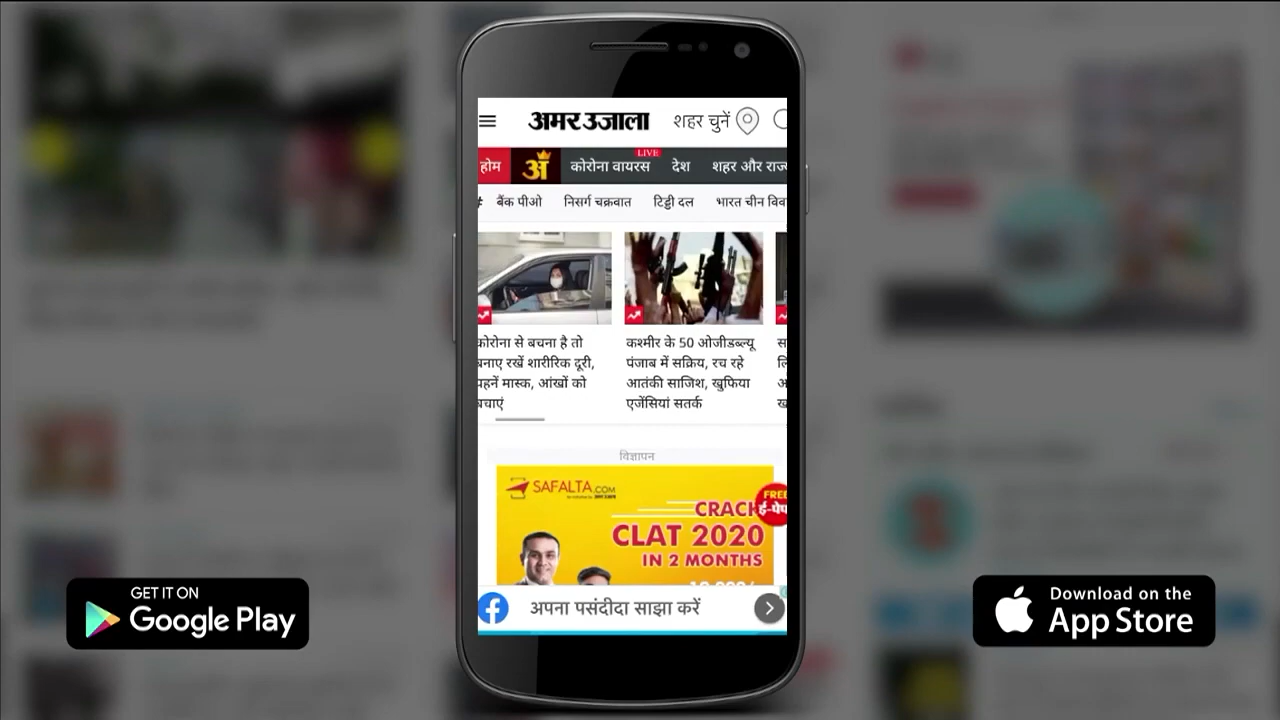 अमर उजाला
शहर चुनें
LIVE
होम
अ
कोरोना वायरस
देश
शहर और राज्य
# बैंक पीओ
निसर्ग चक्रवात
टिड्डी दल
भारत चीन
कोरोना से बचना है तो
बनाए रखें शारीरिक दूरी,
पहनें मास्क, आंखों को
बचाएं
कश्मीर के 50 ओजीडब्ल्यू
पंजाब में सक्रिय, रच रहे
आतंकी साजिश, खुफिया
एजेंसियां सतर्क
विज्ञापन
SAFALTA.COM
CRACK
CLAT 2020
IN 2 MONTHS
FREE
अपना पसंदीदा साझा करें
GET IT ON
Google Play
Download on the
App Store